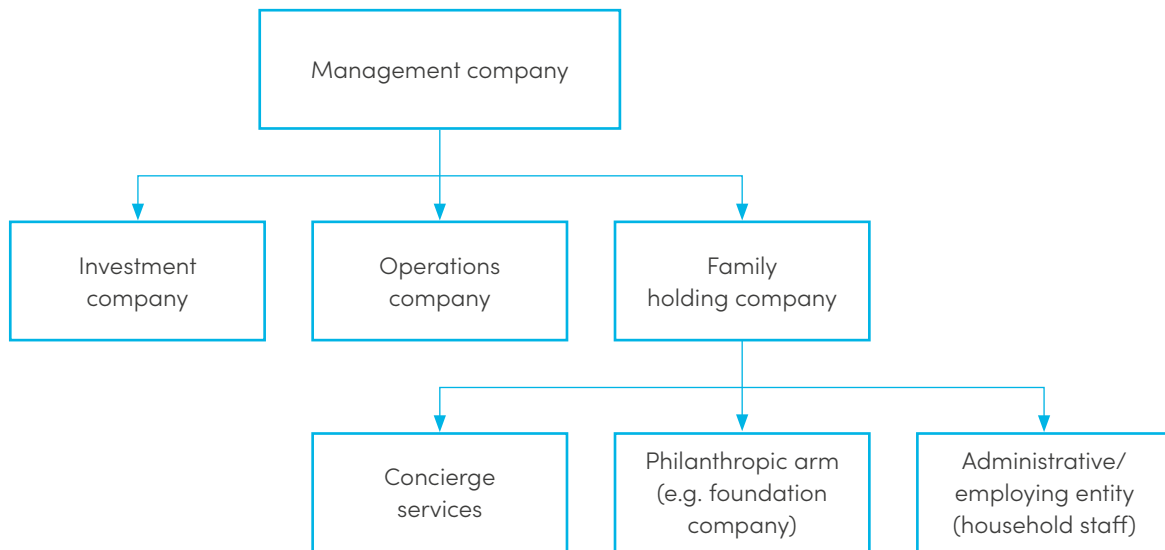 Management company
Investment
company
Operations
company
Family
holding company
Concierge
services
Philanthropic arm
(e.g. foundation
company)
Administrative/
employing entity
(household staff)